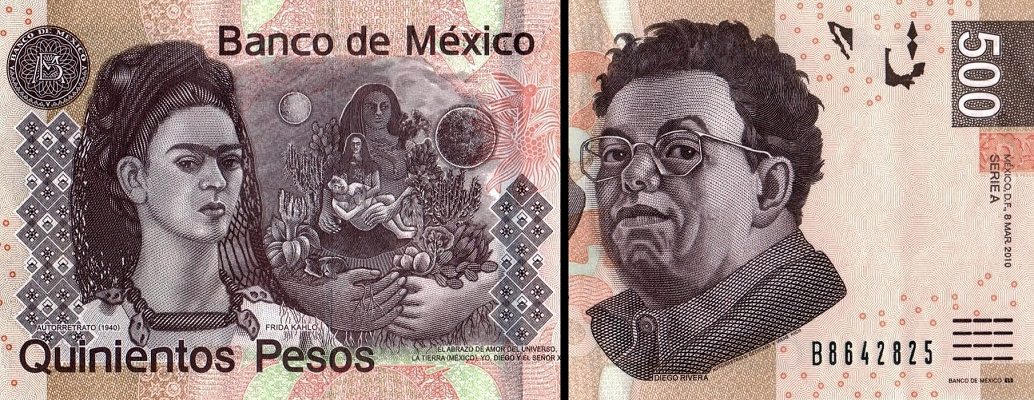 BANCO DE MEXICO
Banco de México
AUTORRETRATO (1940)
FRIDA KAHLO
EL ABRAZO DE AMOR DEL UNIVERSO,
LA TIERRA (MÉXICO), YO, DIEGO Y EL SEÑOR X
Quinientos Pesos
500
MÉXICO, D.F., 8 MAR 2010
SERIE A
B8642825
DIEGO RIVERA
BANCO DE MÉXICO